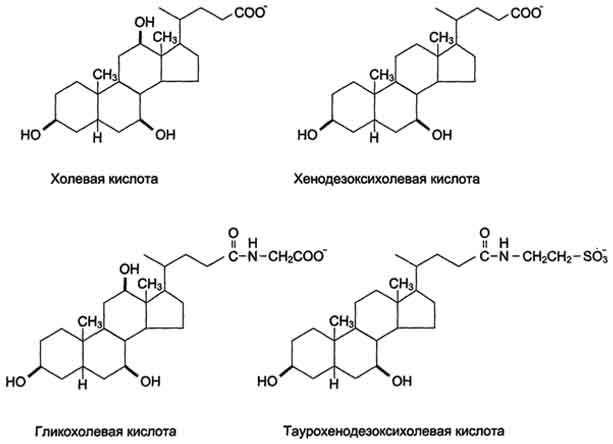 OH
COO⁻
CH₃
CH₃
HO
H
OH
Холевая кислота
COO⁻
CH₃
CH₃
HO
H
OH
Хенодезоксихолевая кислота
O
H
C–N–CH₂COO⁻
OH
CH₃
CH₃
HO
H
OH
Гликохолевая кислота
O
H
C–N–CH₂CH₂–SO₃⁻
CH₃
CH₃
HO
H
OH
Таурохенодезоксихолевая кислота